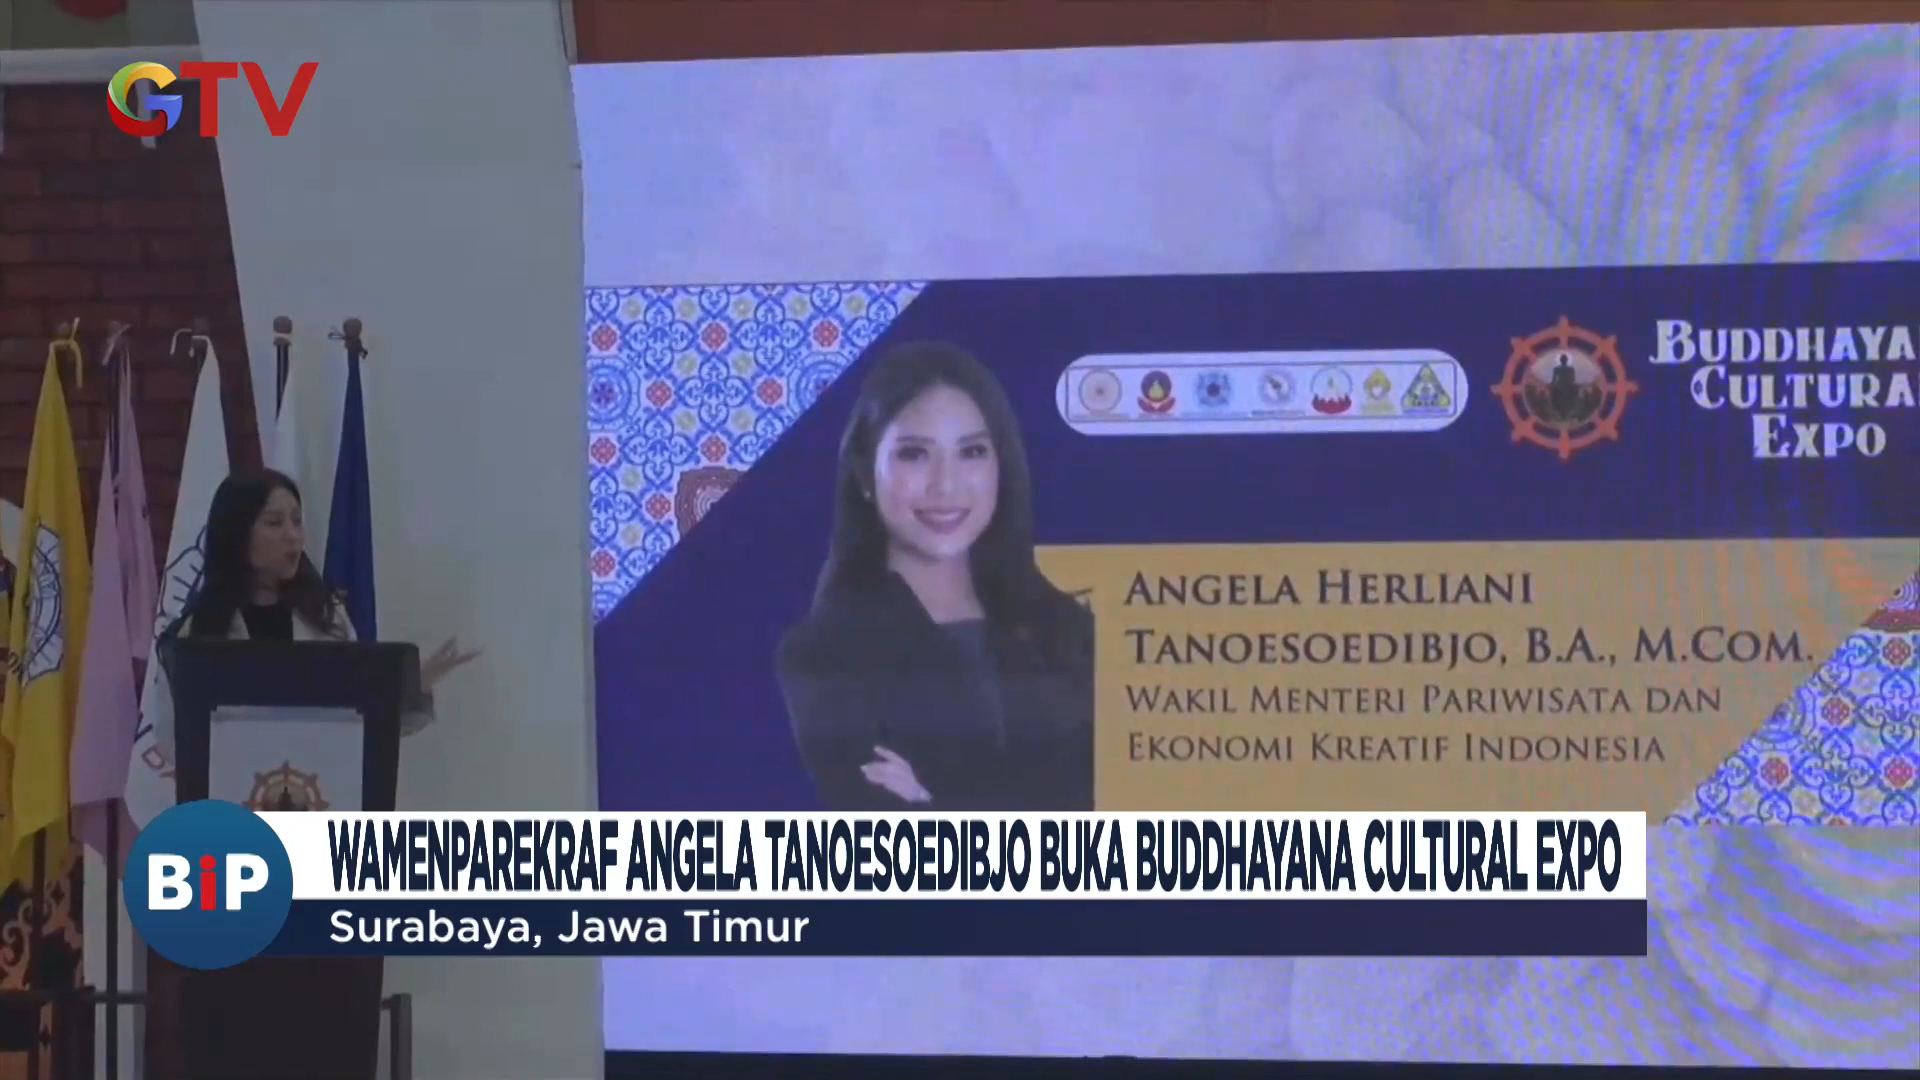 GTV
BUDDHAYA
CULTURAL
EXPO
ANGELA HERLIANI
TANOESOEDIBJO, B.A., M.COM.
WAKIL MENTERI PARIWISATA DAN
EKONOMI KREATIF INDONESIA
BiP
WAMENPAREKRAF ANGELA TANOESOEDIBJO BUKA BUDDHAYANA CULTURAL EXPO
Surabaya, Jawa Timur